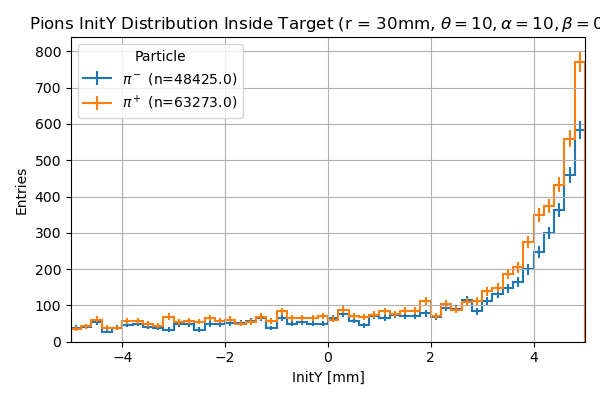 Pions InitY Distribution Inside Target (r = 30mm, θ = 10, α = 10, β = 0
Particle
π⁻ (n=48425.0)
π⁺ (n=63273.0)
800
700
600
500
400
300
200
100
0
Entries
−4 −2 0 2 4
InitY [mm]